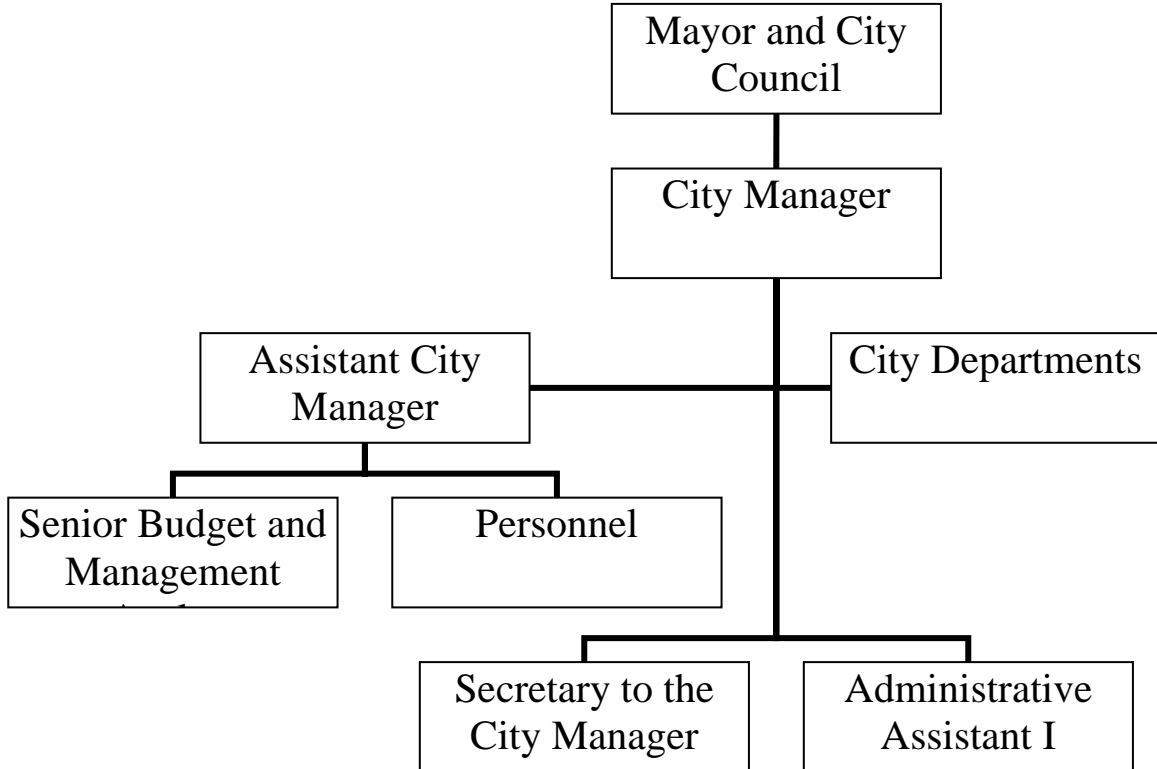 Mayor and City
Council
City Manager
Assistant City
Manager
City Departments
Senior Budget and
Management
Personnel
Secretary to the
City Manager
Administrative
Assistant I